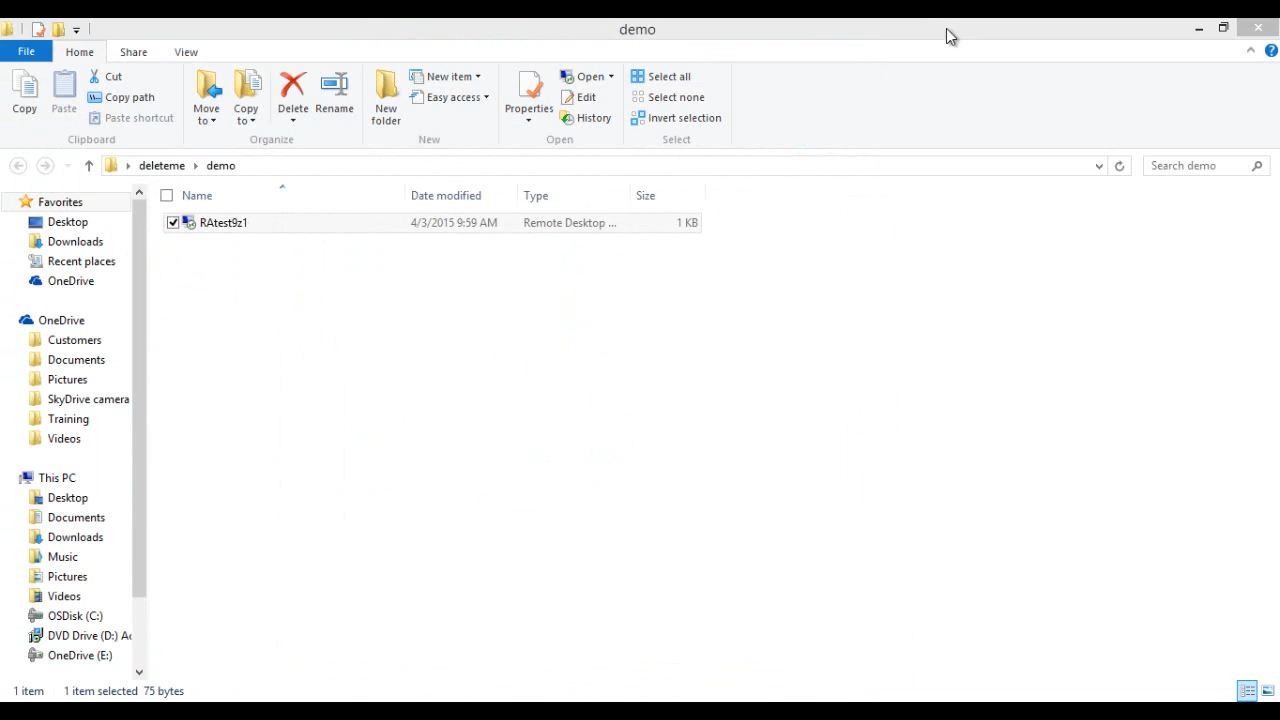 demo
File Home Share View
Copy
Paste
Cut
Copy path
Paste shortcut
Clipboard
Move to
Copy to
Delete
Rename
Organize
New folder
New item
Easy access
New
Properties
Open
Edit
History
Open
Select all
Select none
Invert selection
Select
deleteme demo
Search demo
Name Date modified Type Size
RAtest9z1 4/3/2015 9:59 AM Remote Desktop ... 1 KB
Favorites
Desktop
Downloads
Recent places
OneDrive
OneDrive
Customers
Documents
Pictures
SkyDrive camera
Training
Videos
This PC
Desktop
Documents
Downloads
Music
Pictures
Videos
OSDisk (C:)
DVD Drive (D:) Ac
OneDrive (E:)
1 item 1 item selected 75 bytes